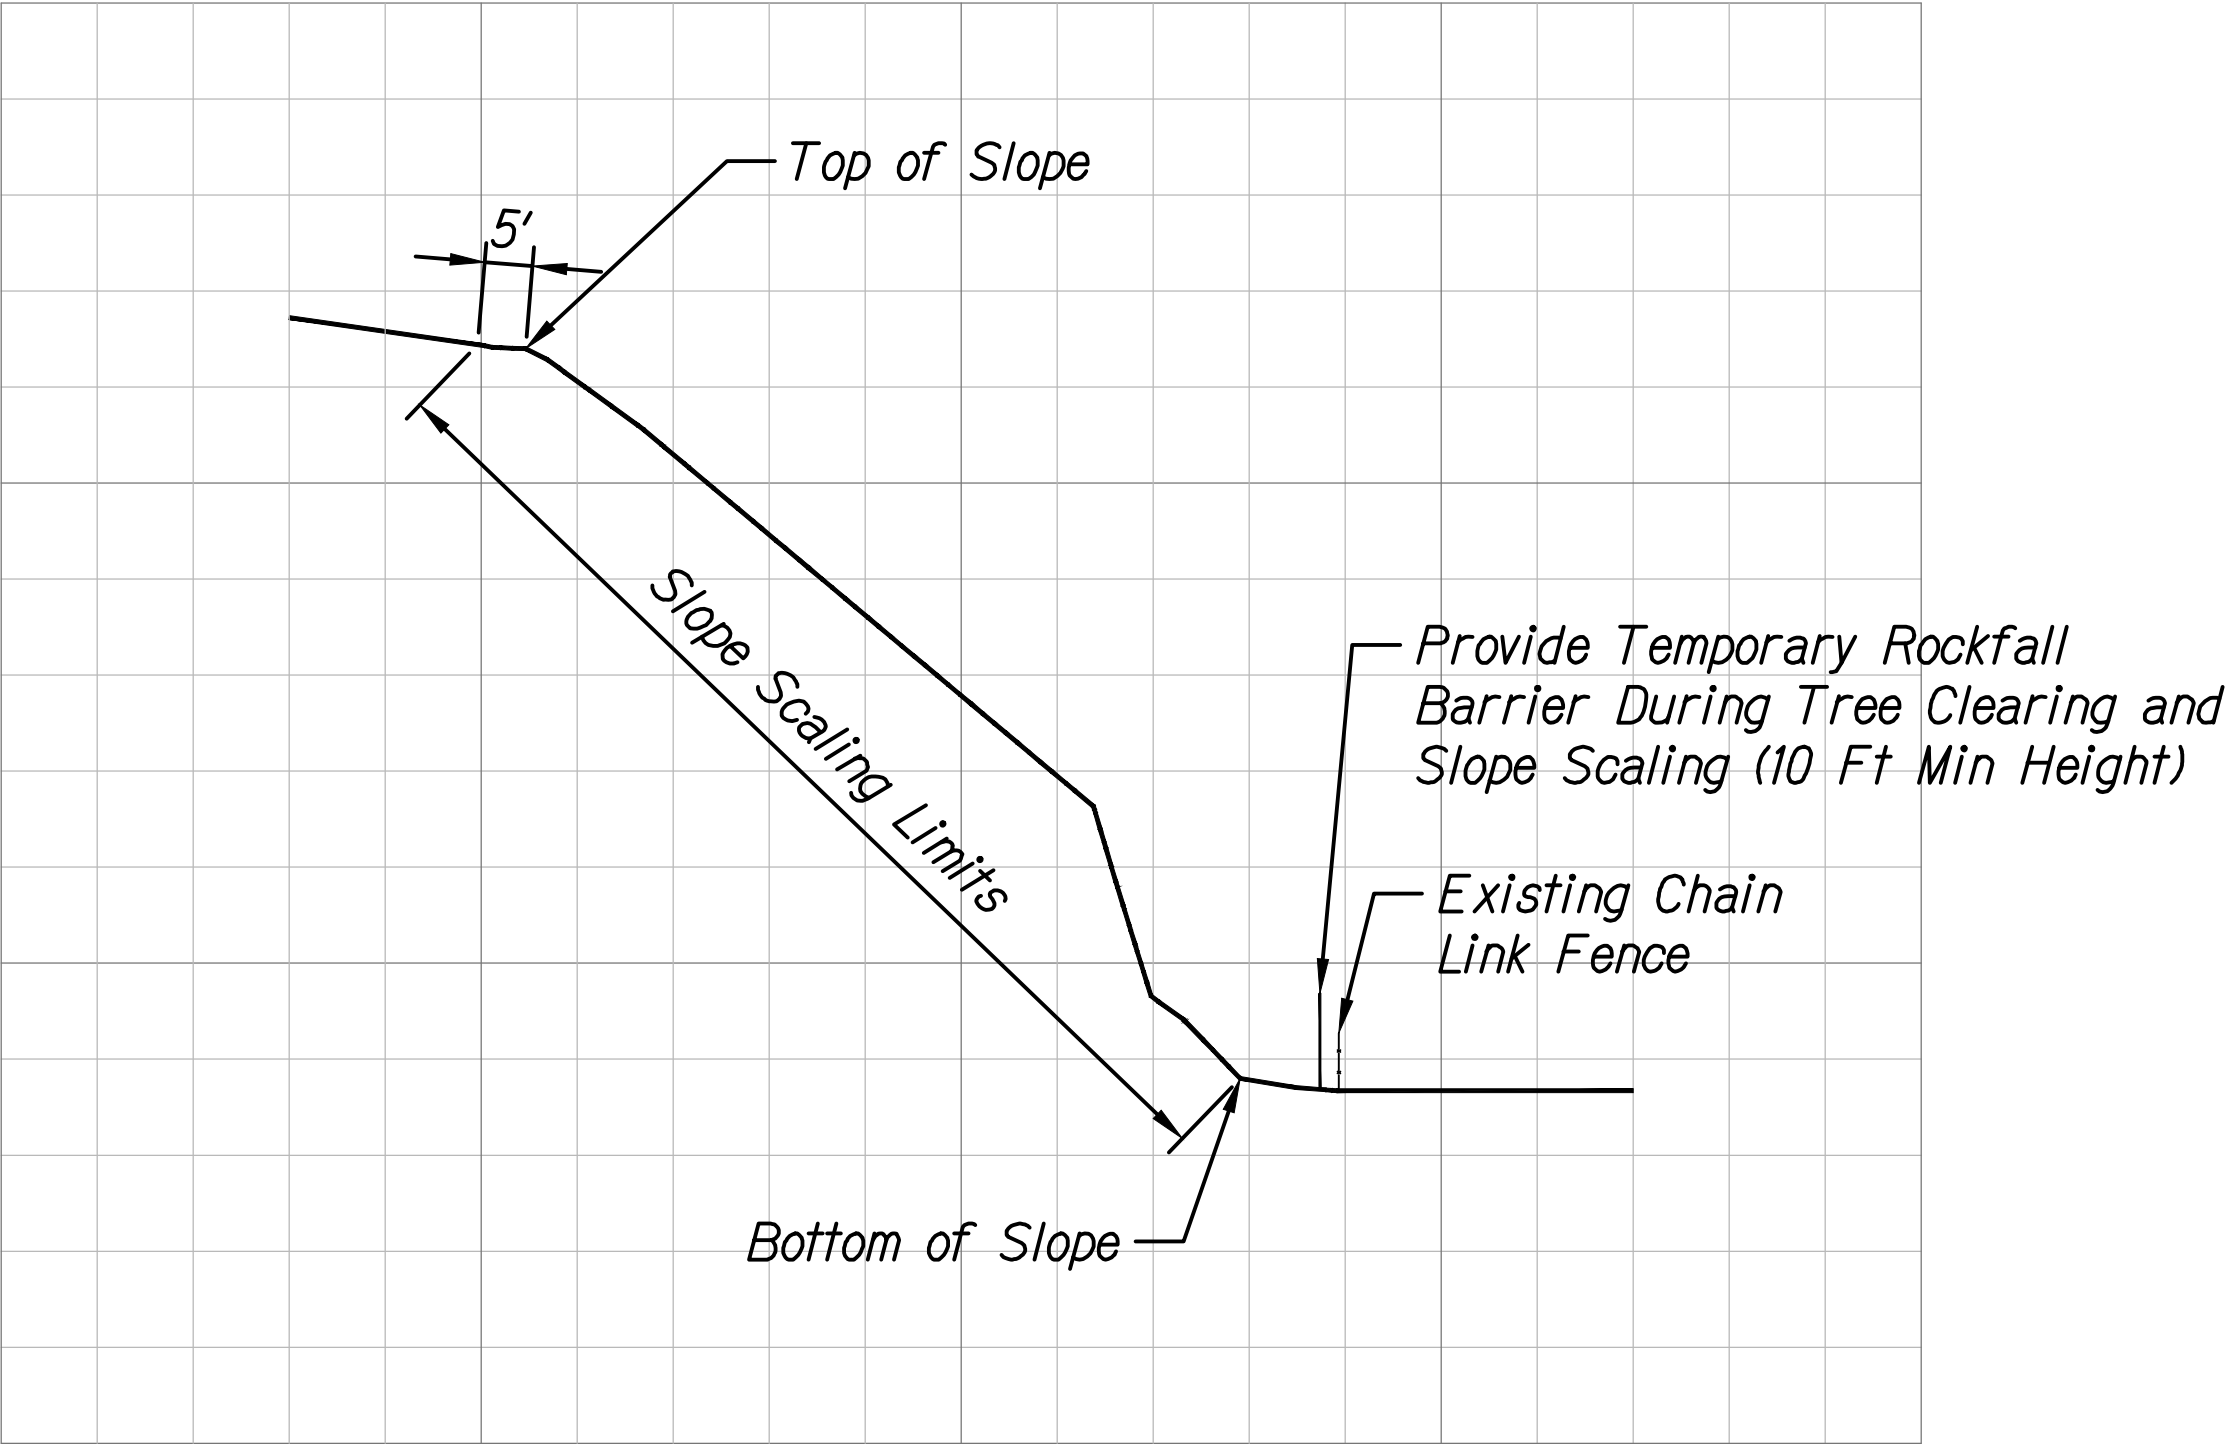 Top of Slope
5'
Slope Scaling Limits
Provide Temporary Rockfall
Barrier During Tree Clearing and
Slope Scaling (10 Ft Min Height)
Existing Chain
Link Fence
Bottom of Slope